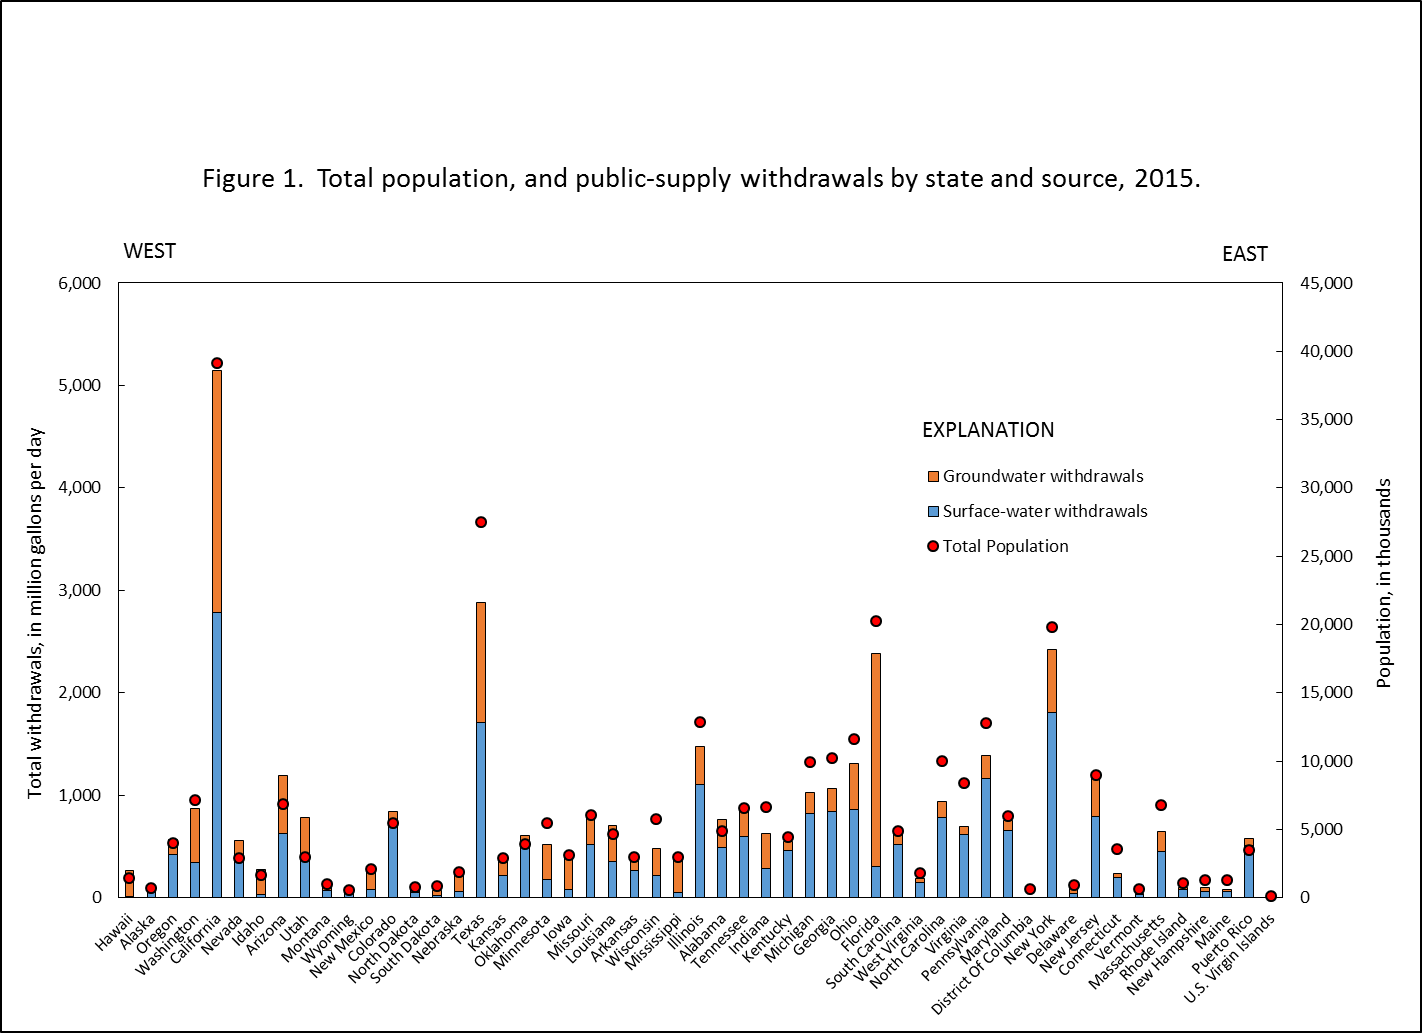 Figure 1.  Total population, and public-supply withdrawals by state and source, 2015.
WEST
EAST
6,000
5,000
4,000
3,000
2,000
1,000
0
Total withdrawals, in million gallons per day
45,000
40,000
35,000
30,000
25,000
20,000
15,000
10,000
5,000
0
Population, in thousands
EXPLANATION
Groundwater withdrawals
Surface-water withdrawals
Total Population
Hawaii
Alaska
Oregon
Washington
California
Nevada
Idaho
Arizona
Utah
Montana
Wyoming
New Mexico
Colorado
North Dakota
South Dakota
Nebraska
Texas
Kansas
Oklahoma
Minnesota
Iowa
Missouri
Louisiana
Arkansas
Wisconsin
Mississippi
Illinois
Alabama
Tennessee
Indiana
Kentucky
Michigan
Georgia
Ohio
Florida
South Carolina
West Virginia
North Carolina
Virginia
Pennsylvania
Maryland
District Of Columbia
New York
Delaware
New Jersey
Connecticut
Vermont
Massachusetts
Rhode Island
New Hampshire
Maine
Puerto Rico
U.S. Virgin Islands